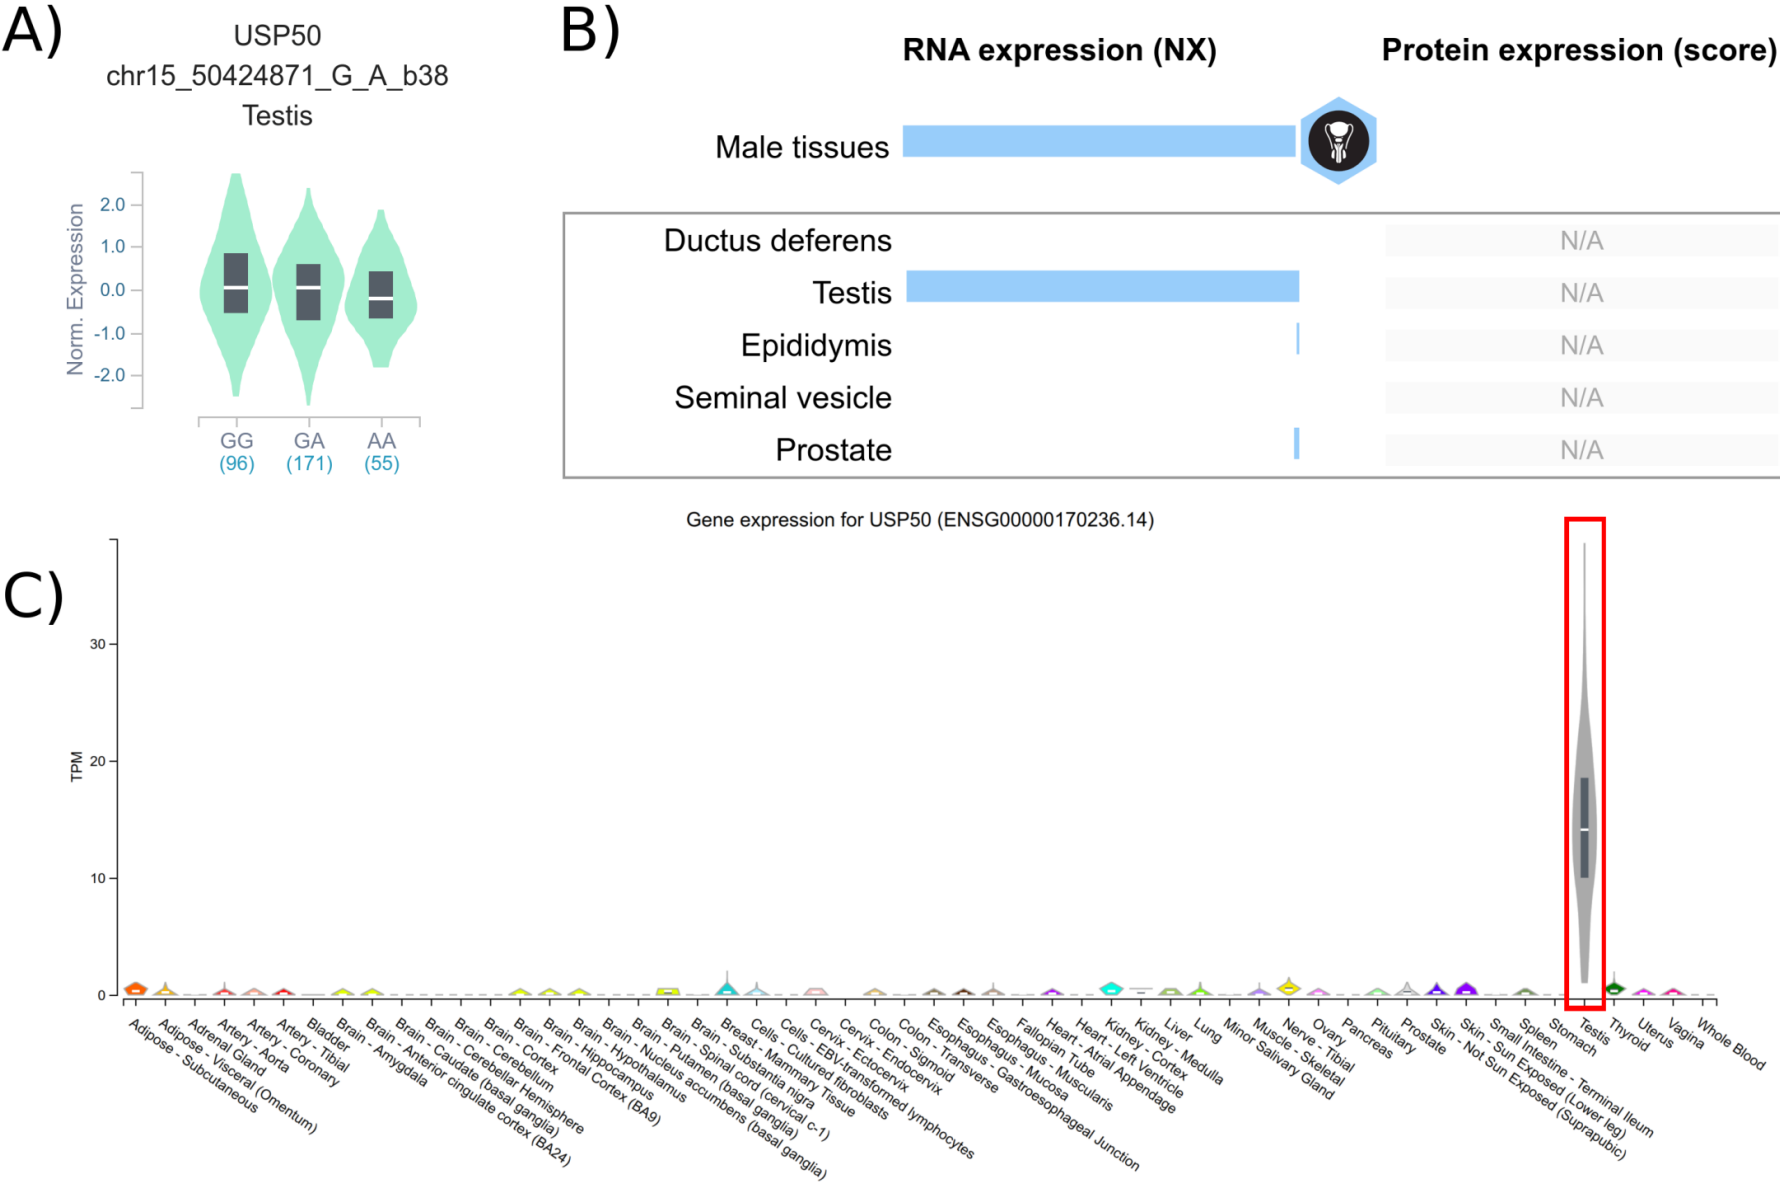 A)
USP50
chr15_50424871_G_A_b38
Testis
Norm. Expression
2.0
1.0
0.0
-1.0
-2.0
GG
(96)
GA
(171)
AA
(55)
B)
RNA expression (NX)
Protein expression (score)
Male tissues
Ductus deferens
N/A
Testis
N/A
Epididymis
N/A
Seminal vesicle
N/A
Prostate
N/A
C)
Gene expression for USP50 (ENSG00000170236.14)
TPM
30
20
10
0
Adipose - Subcutaneous
Adipose - Visceral (Omentum)
Adrenal Gland
Artery - Aorta
Artery - Coronary
Artery - Tibial
Bladder
Brain - Amygdala
Brain - Anterior cingulate cortex (BA24)
Brain - Caudate (basal ganglia)
Brain - Cerebellar Hemisphere
Brain - Cerebellum
Brain - Cortex
Brain - Frontal Cortex (BA9)
Brain - Hippocampus
Brain - Hypothalamus
Brain - Nucleus accumbens (basal ganglia)
Brain - Putamen (basal ganglia)
Brain - Spinal cord (cervical c-1)
Brain - Substantia nigra
Breast - Mammary Tissue
Cells - Cultured fibroblasts
Cells - EBV-transformed lymphocytes
Cervix - Ectocervix
Cervix - Endocervix
Colon - Sigmoid
Colon - Transverse
Esophagus - Gastroesophageal Junction
Esophagus - Mucosa
Esophagus - Muscularis
Fallopian Tube
Heart - Atrial Appendage
Heart - Left Ventricle
Kidney - Cortex
Kidney - Medulla
Liver
Lung
Minor Salivary Gland
Muscle - Skeletal
Nerve - Tibial
Ovary
Pancreas
Pituitary
Prostate
Skin - Not Sun Exposed (Suprapubic)
Skin - Sun Exposed (Lower leg)
Small Intestine - Terminal Ileum
Spleen
Stomach
Testis
Thyroid
Uterus
Vagina
Whole Blood